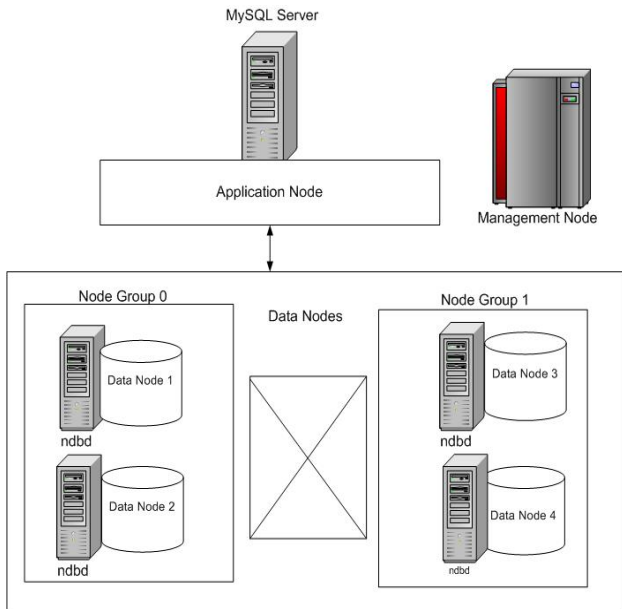 MySQL Server
Application Node
Management Node
Node Group 0
Data Nodes
Node Group 1
Data Node 1
ndbd
Data Node 3
ndbd
Data Node 2
ndbd
Data Node 4
ndbd